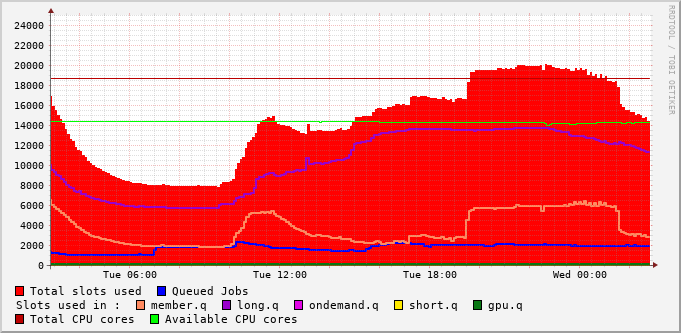 RRDTOOL / TOBI OETIKER
24000
22000
20000
18000
16000
14000
12000
10000
8000
6000
4000
2000
0
Tue 06:00 Tue 12:00 Tue 18:00 Wed 00:00
Total slots used Queued Jobs
Slots used in : member.q long.q ondemand.q short.q gpu.q
Total CPU cores Available CPU cores